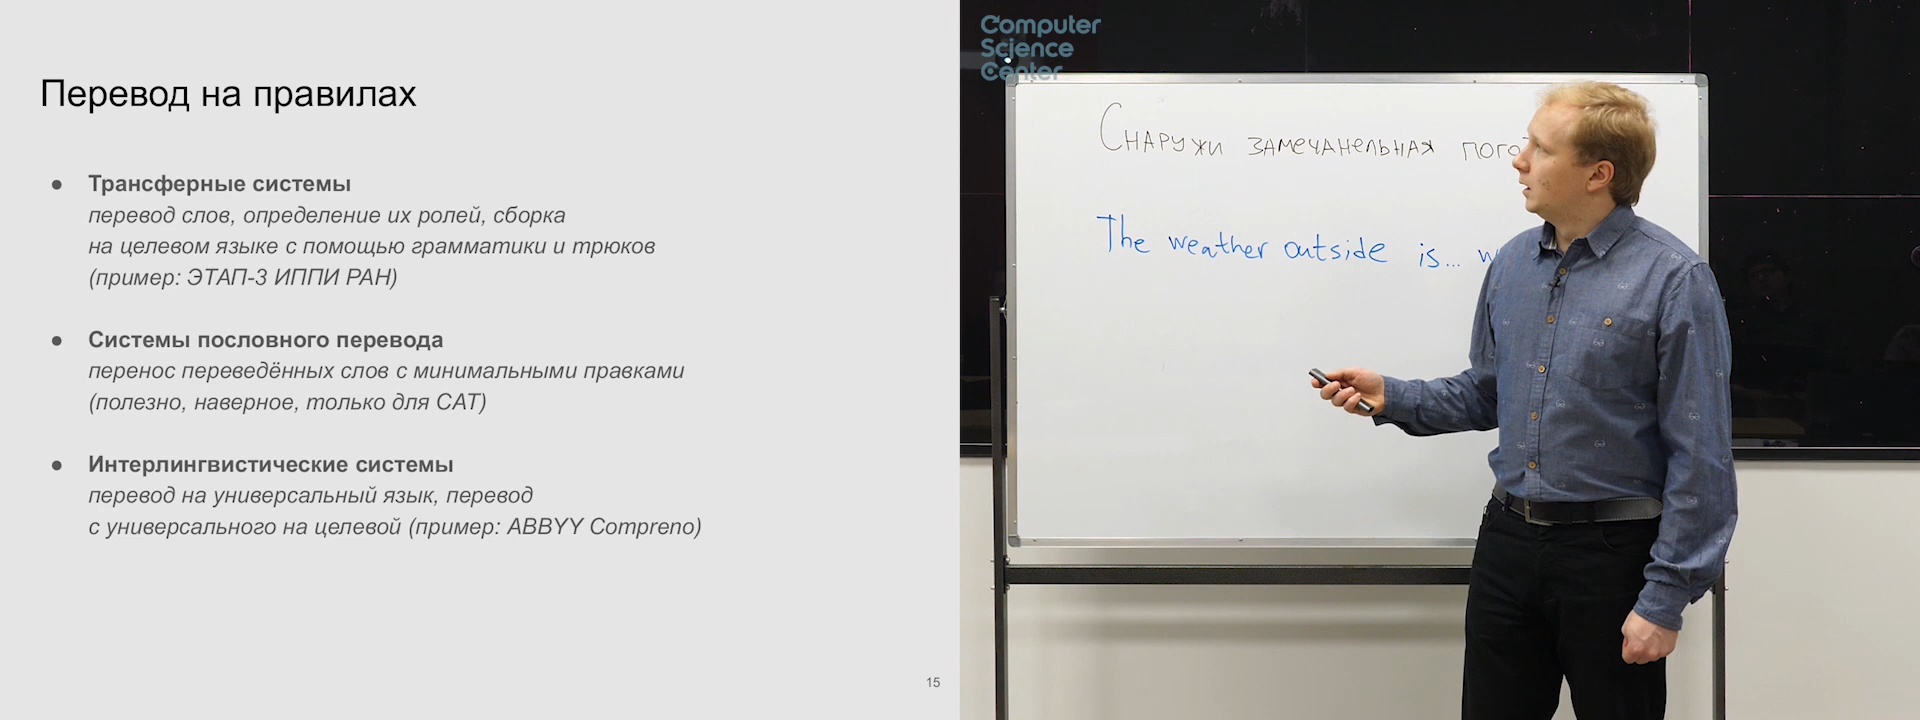 Перевод на правилах
● Трансферные системы
перевод слов, определение их ролей, сборка
на целевом языке с помощью грамматики и трюков
(пример: ЭТАП-3 ИППИ РАН)
● Системы пословного перевода
перенос переведённых слов с минимальными правками
(полезно, наверное, только для CAT)
● Интерлингвистические системы
перевод на универсальный язык, перевод
с универсального на целевой (пример: ABBYY Compreno)
15
Computer
Science
Center
Снаружи замечанельная
The weather outside is...